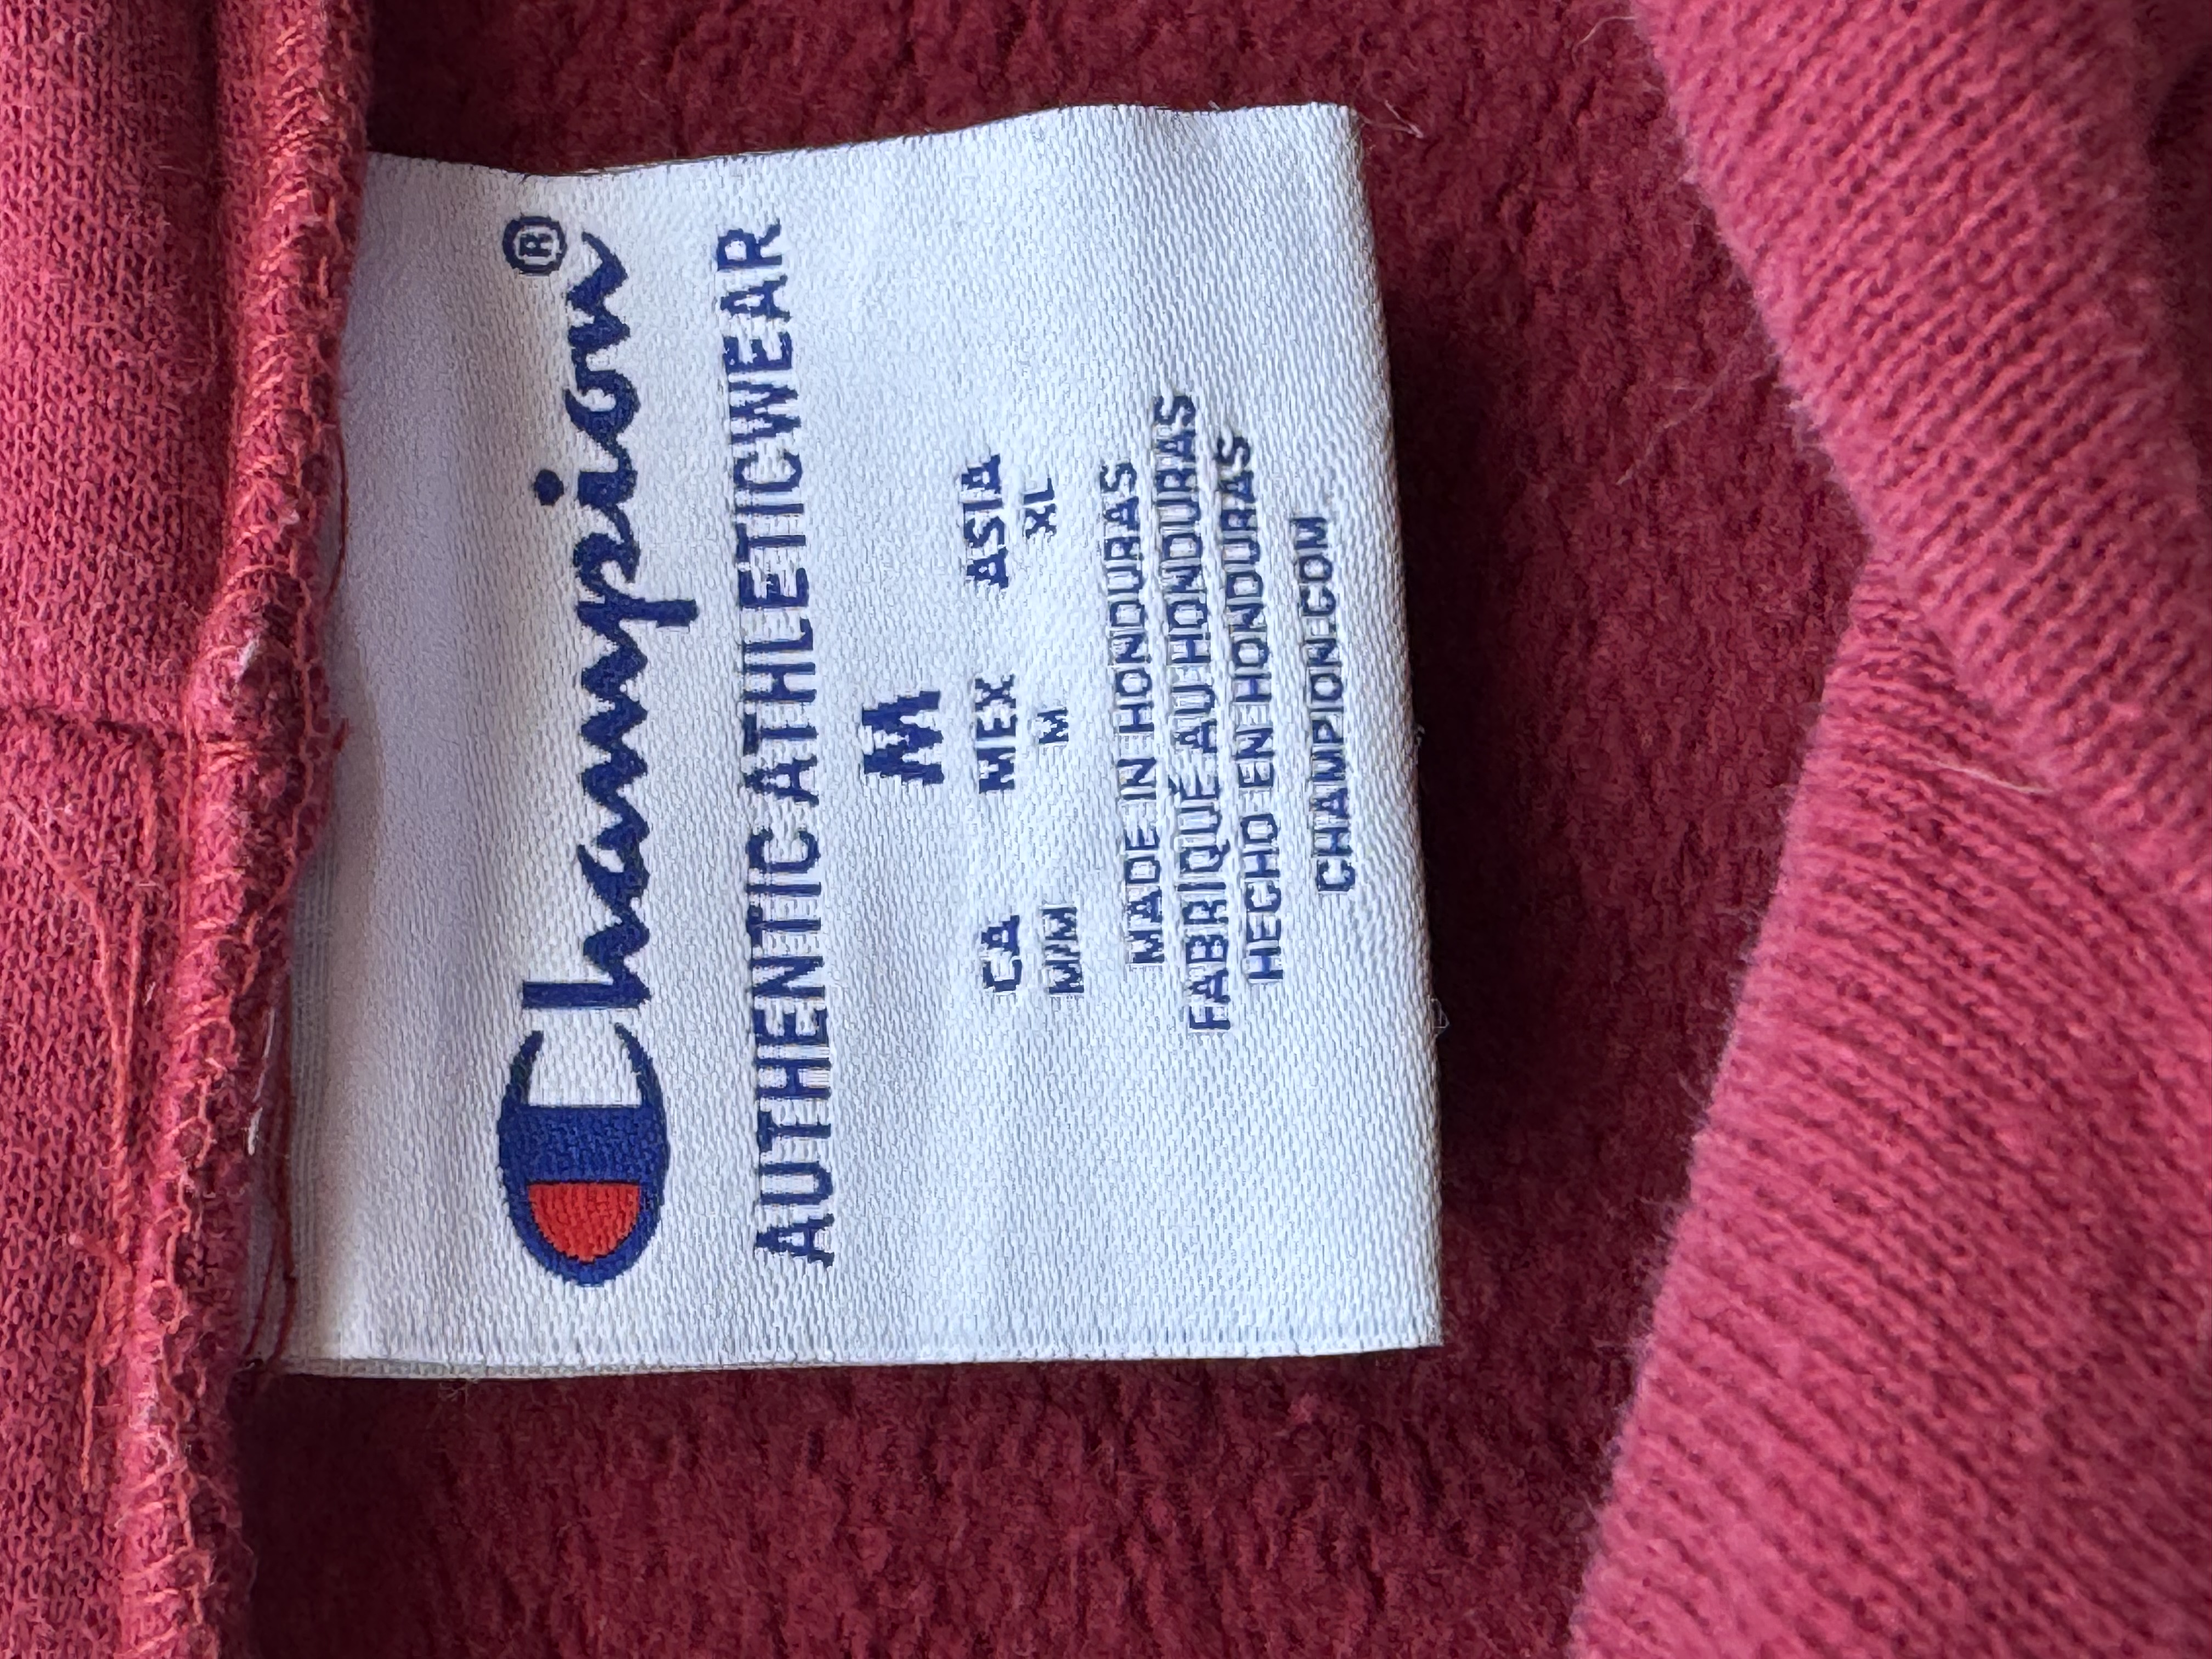 Champion®
AUTHENTIC ATHLETICWEAR
M
CA MEX ASIA
M/M M XL
MADE IN HONDURAS
FABRIQUÉ AU HONDURAS
HECHO EN HONDURAS
CHAMPION.COM